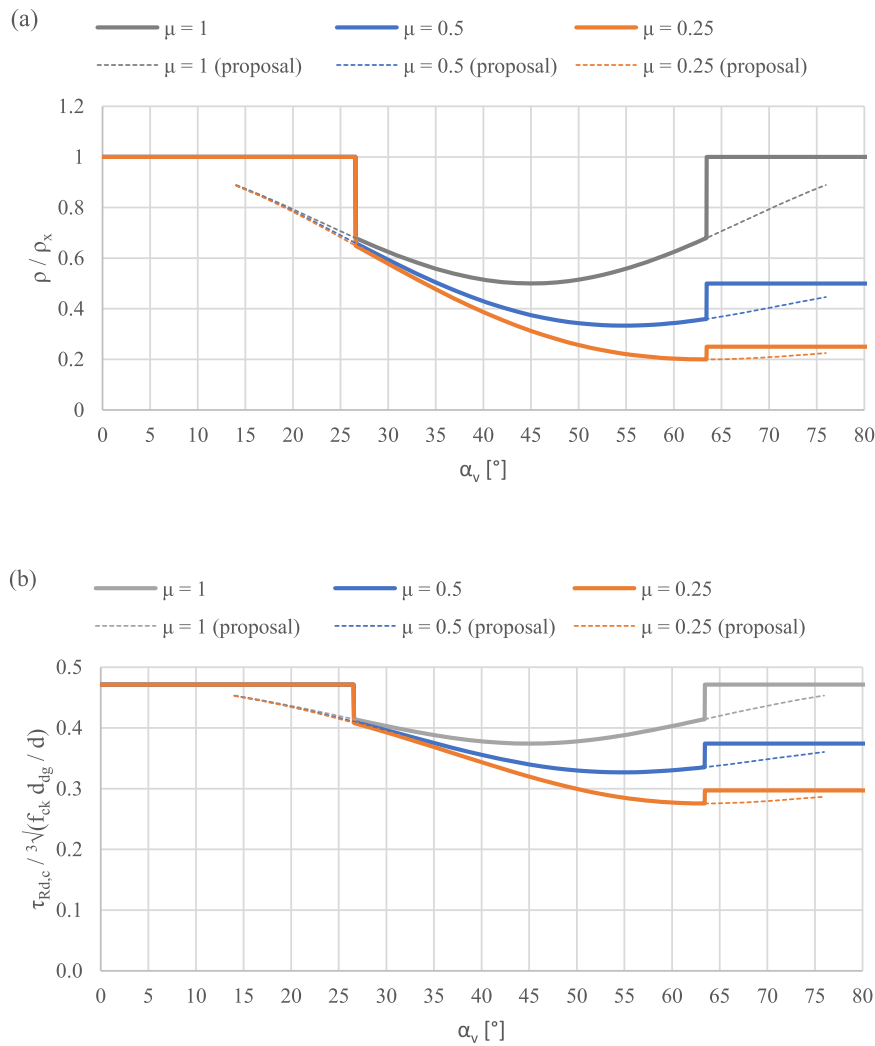 (a)
μ = 1 μ = 0.5 μ = 0.25
μ = 1 (proposal) μ = 0.5 (proposal) μ = 0.25 (proposal)
1.2
1
0.8
0.6
0.4
0.2
0
ρ / ρx
0 5 10 15 20 25 30 35 40 45 50 55 60 65 70 75 80
αv [°]
(b)
μ = 1 μ = 0.5 μ = 0.25
μ = 1 (proposal) μ = 0.5 (proposal) μ = 0.25 (proposal)
0.5
0.4
0.3
0.2
0.1
0.0
τRd,c / ³√(fck ddg / d)
0 5 10 15 20 25 30 35 40 45 50 55 60 65 70 75 80
αv [°]